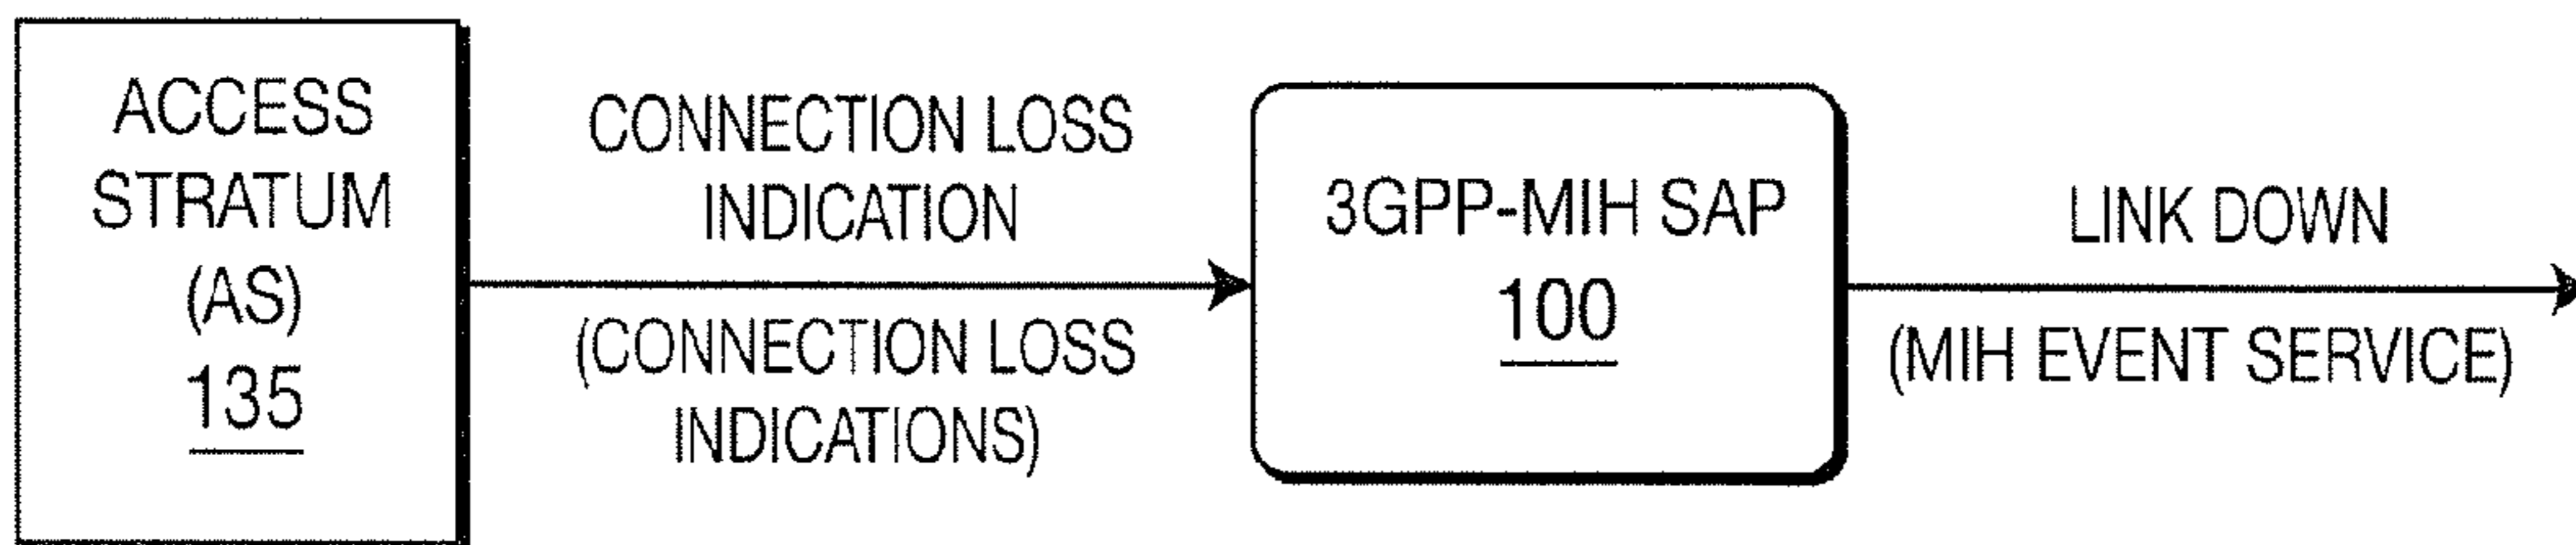 ACCESS
STRATUM
(AS)
135
CONNECTION LOSS
INDICATION
(CONNECTION LOSS
INDICATIONS)
3GPP-MIH SAP
100
LINK DOWN
(MIH EVENT SERVICE)